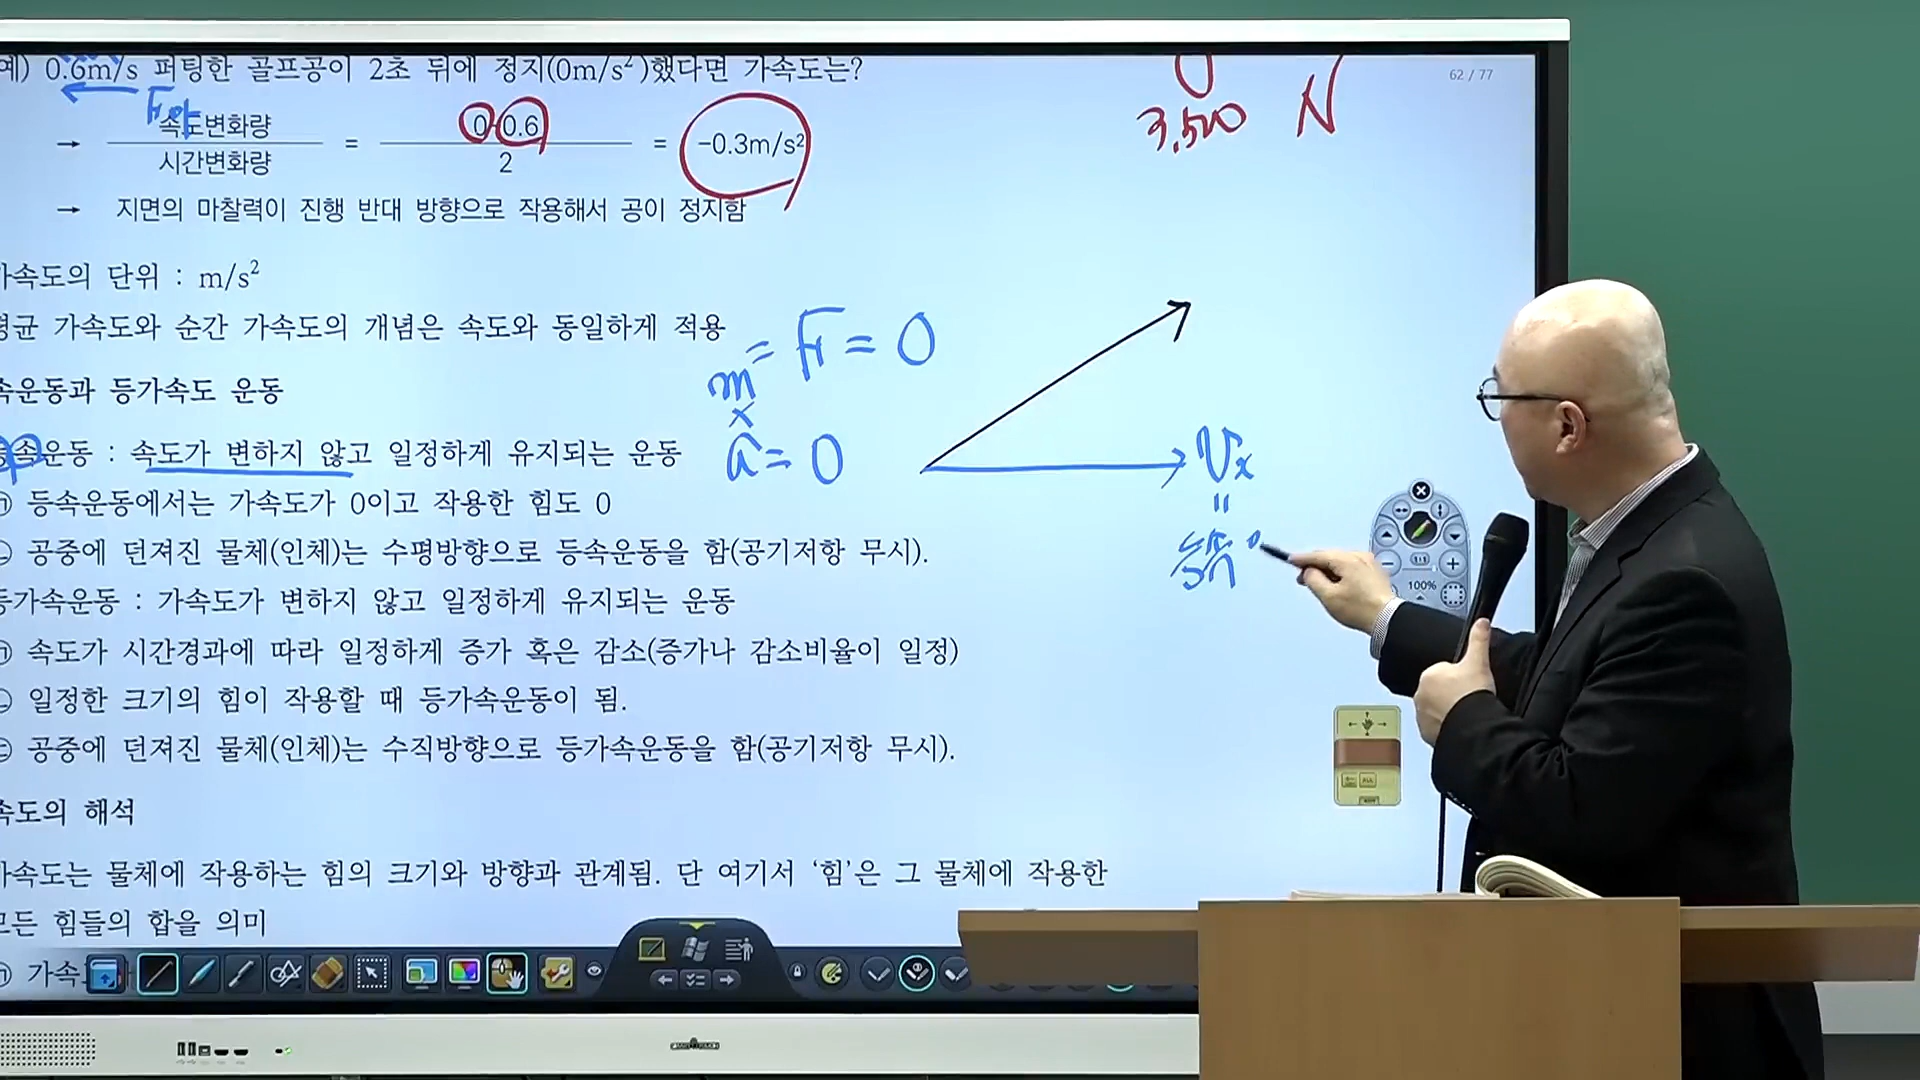 예) 0.6m/s 퍼팅한 골프공이 2초 뒤에 정지(0m/s²)했다면 가속도는?
62 / 77
3,500 N
→ 속도변화량 / 시간변화량 = 0-0.6 / 2 = -0.3m/s²
→ 지면의 마찰력이 진행 반대 방향으로 작용해서 공이 정지함
가속도의 단위 : m/s²
평균 가속도와 순간 가속도의 개념은 속도와 동일하게 적용
m = F = 0
×
a = 0
속운동과 등가속도 운동
Vx
=
등속운동 : 속도가 변하지 않고 일정하게 유지되는 운동
㉠ 등속운동에서는 가속도가 0이고 작용한 힘도 0
㉡ 공중에 던져진 물체(인체)는 수평방향으로 등속운동을 함(공기저항 무시).
등가속운동 : 가속도가 변하지 않고 일정하게 유지되는 운동
100%
㉠ 속도가 시간경과에 따라 일정하게 증가 혹은 감소(증가나 감소비율이 일정)
㉡ 일정한 크기의 힘이 작용할 때 등가속운동이 됨.
㉢ 공중에 던져진 물체(인체)는 수직방향으로 등가속운동을 함(공기저항 무시).
속도의 해석
가속도는 물체에 작용하는 힘의 크기와 방향과 관계됨. 단 여기서 ‘힘’은 그 물체에 작용한
모든 힘들의 합을 의미
㉠ 가속